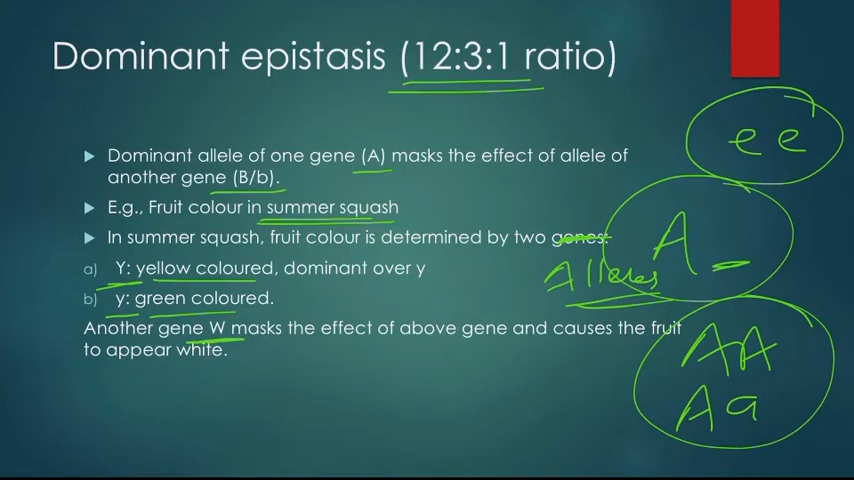 Dominant epistasis (12:3:1 ratio)
ee
Dominant allele of one gene (A) masks the effect of allele of
another gene (B/b).
E.g., Fruit colour in summer squash
In summer squash, fruit colour is determined by two genes:
A_
Alleles
a) Y: yellow coloured, dominant over y
b) y: green coloured.
Another gene W masks the effect of above gene and causes the fruit
to appear white.
AA
Aa